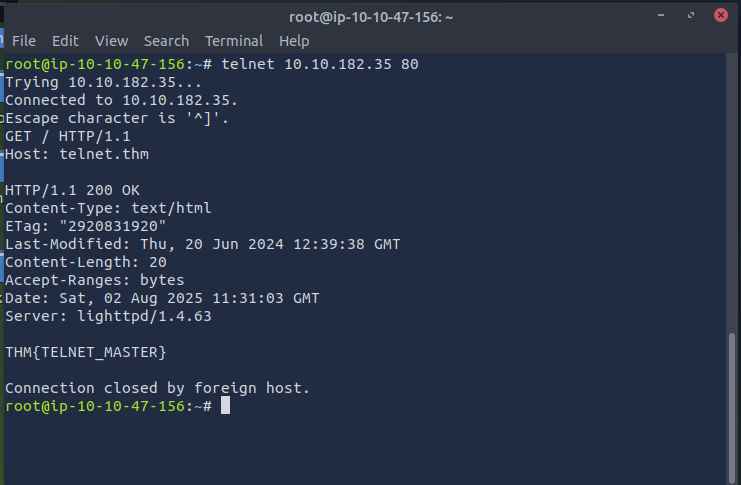 root@ip-10-10-47-156: ~
File Edit View Search Terminal Help
root@ip-10-10-47-156:~# telnet 10.10.182.35 80
Trying 10.10.182.35...
Connected to 10.10.182.35.
Escape character is '^]'.
GET / HTTP/1.1
Host: telnet.thm

HTTP/1.1 200 OK
Content-Type: text/html
ETag: "2920831920"
Last-Modified: Thu, 20 Jun 2024 12:39:38 GMT
Content-Length: 20
Accept-Ranges: bytes
Date: Sat, 02 Aug 2025 11:31:03 GMT
Server: lighttpd/1.4.63

THM{TELNET_MASTER}

Connection closed by foreign host.
root@ip-10-10-47-156:~#